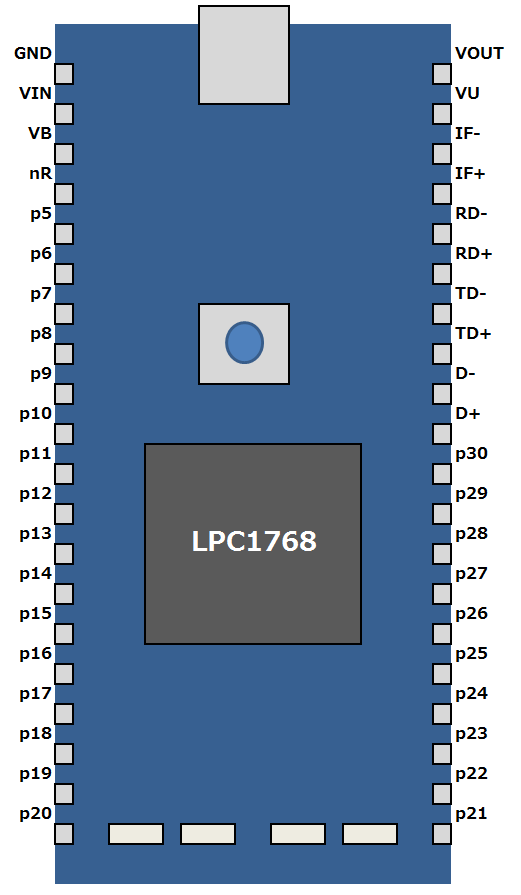 GND VOUT
VIN VU
VB IF-
nR IF+
p5 RD-
p6 RD+
p7 TD-
p8 TD+
p9 D-
p10 D+
p11 p30
p12 p29
p13 p28
LPC1768
p14 p27
p15 p26
p16 p25
p17 p24
p18 p23
p19 p22
p20 p21